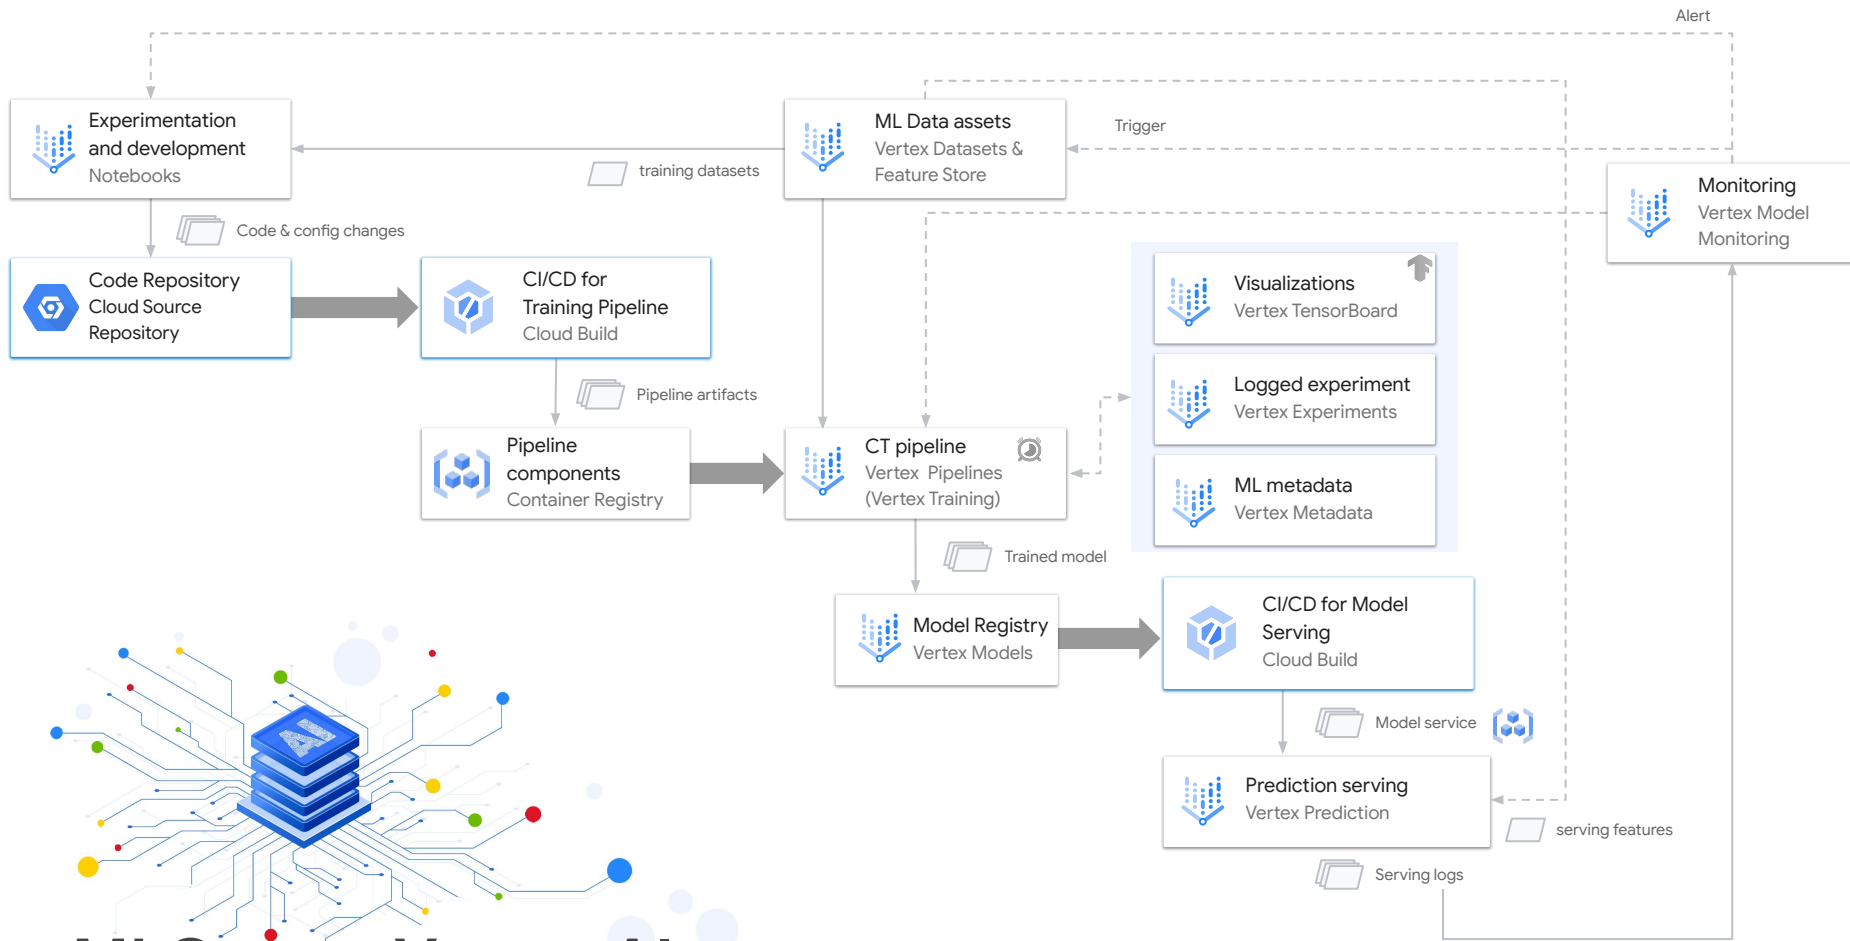 Alert
Experimentation
and development
Notebooks
ML Data assets
Vertex Datasets &
Feature Store
Trigger
training datasets
Monitoring
Vertex Model
Monitoring
Code & config changes
Code Repository
Cloud Source
Repository
CI/CD for
Training Pipeline
Cloud Build
Visualizations
Vertex TensorBoard
Logged experiment
Vertex Experiments
ML metadata
Vertex Metadata
Pipeline artifacts
Pipeline
components
Container Registry
CT pipeline
Vertex Pipelines
(Vertex Training)
Trained model
Model Registry
Vertex Models
CI/CD for Model
Serving
Cloud Build
Model service
Prediction serving
Vertex Prediction
serving features
Serving logs
AI